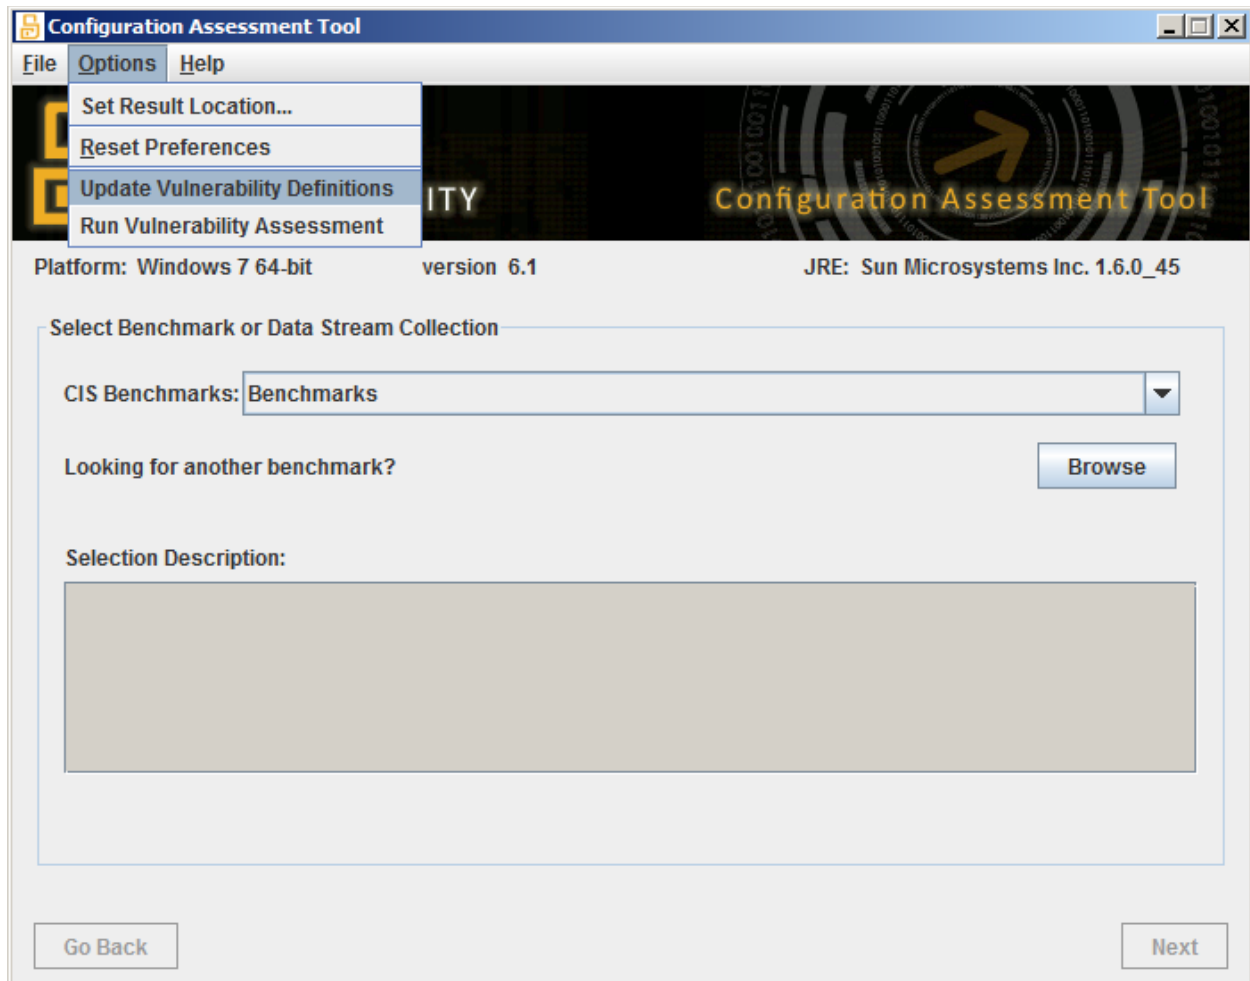 Configuration Assessment Tool
File Options Help
Set Result Location...
Reset Preferences
Update Vulnerability Definitions
Run Vulnerability Assessment
ITY
Configuration Assessment Tool
Platform: Windows 7 64-bit version 6.1 JRE: Sun Microsystems Inc. 1.6.0_45
Select Benchmark or Data Stream Collection
CIS Benchmarks: Benchmarks
Looking for another benchmark? Browse
Selection Description:
Go Back Next